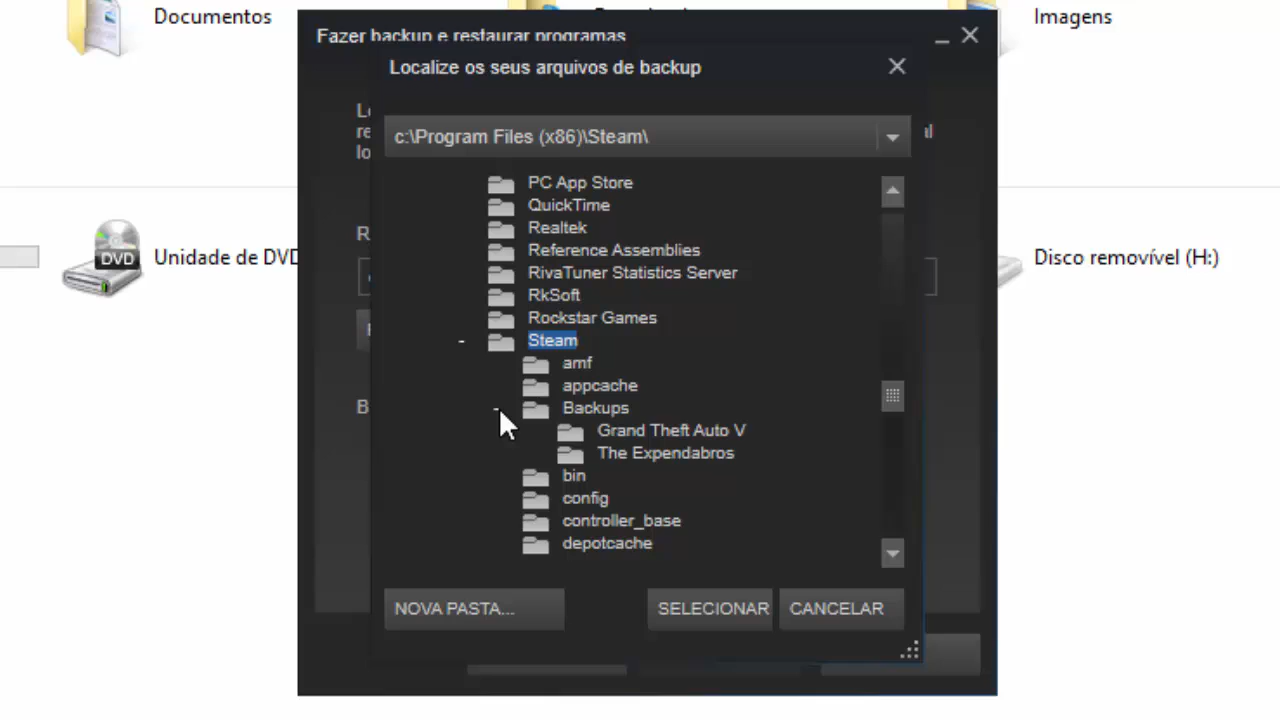 Documentos
Imagens
Fazer backup e restaurar programas
Localize os seus arquivos de backup
c:\Program Files (x86)\Steam\
PC App Store
QuickTime
Realtek
Reference Assemblies
RivaTuner Statistics Server
RkSoft
Rockstar Games
Steam
amf
appcache
Backups
Grand Theft Auto V
The Expendabros
bin
config
controller_base
depotcache
NOVA PASTA...
SELECIONAR
CANCELAR
DVD
Unidade de DVD
Disco removível (H:)